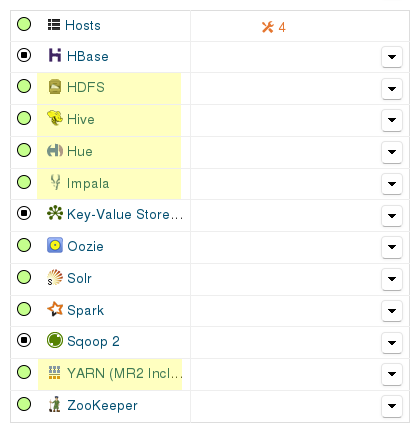 Hosts 4
HBase
HDFS
Hive
Hue
Impala
Key-Value Store...
Oozie
Solr
Spark
Sqoop 2
YARN (MR2 Incl...
ZooKeeper